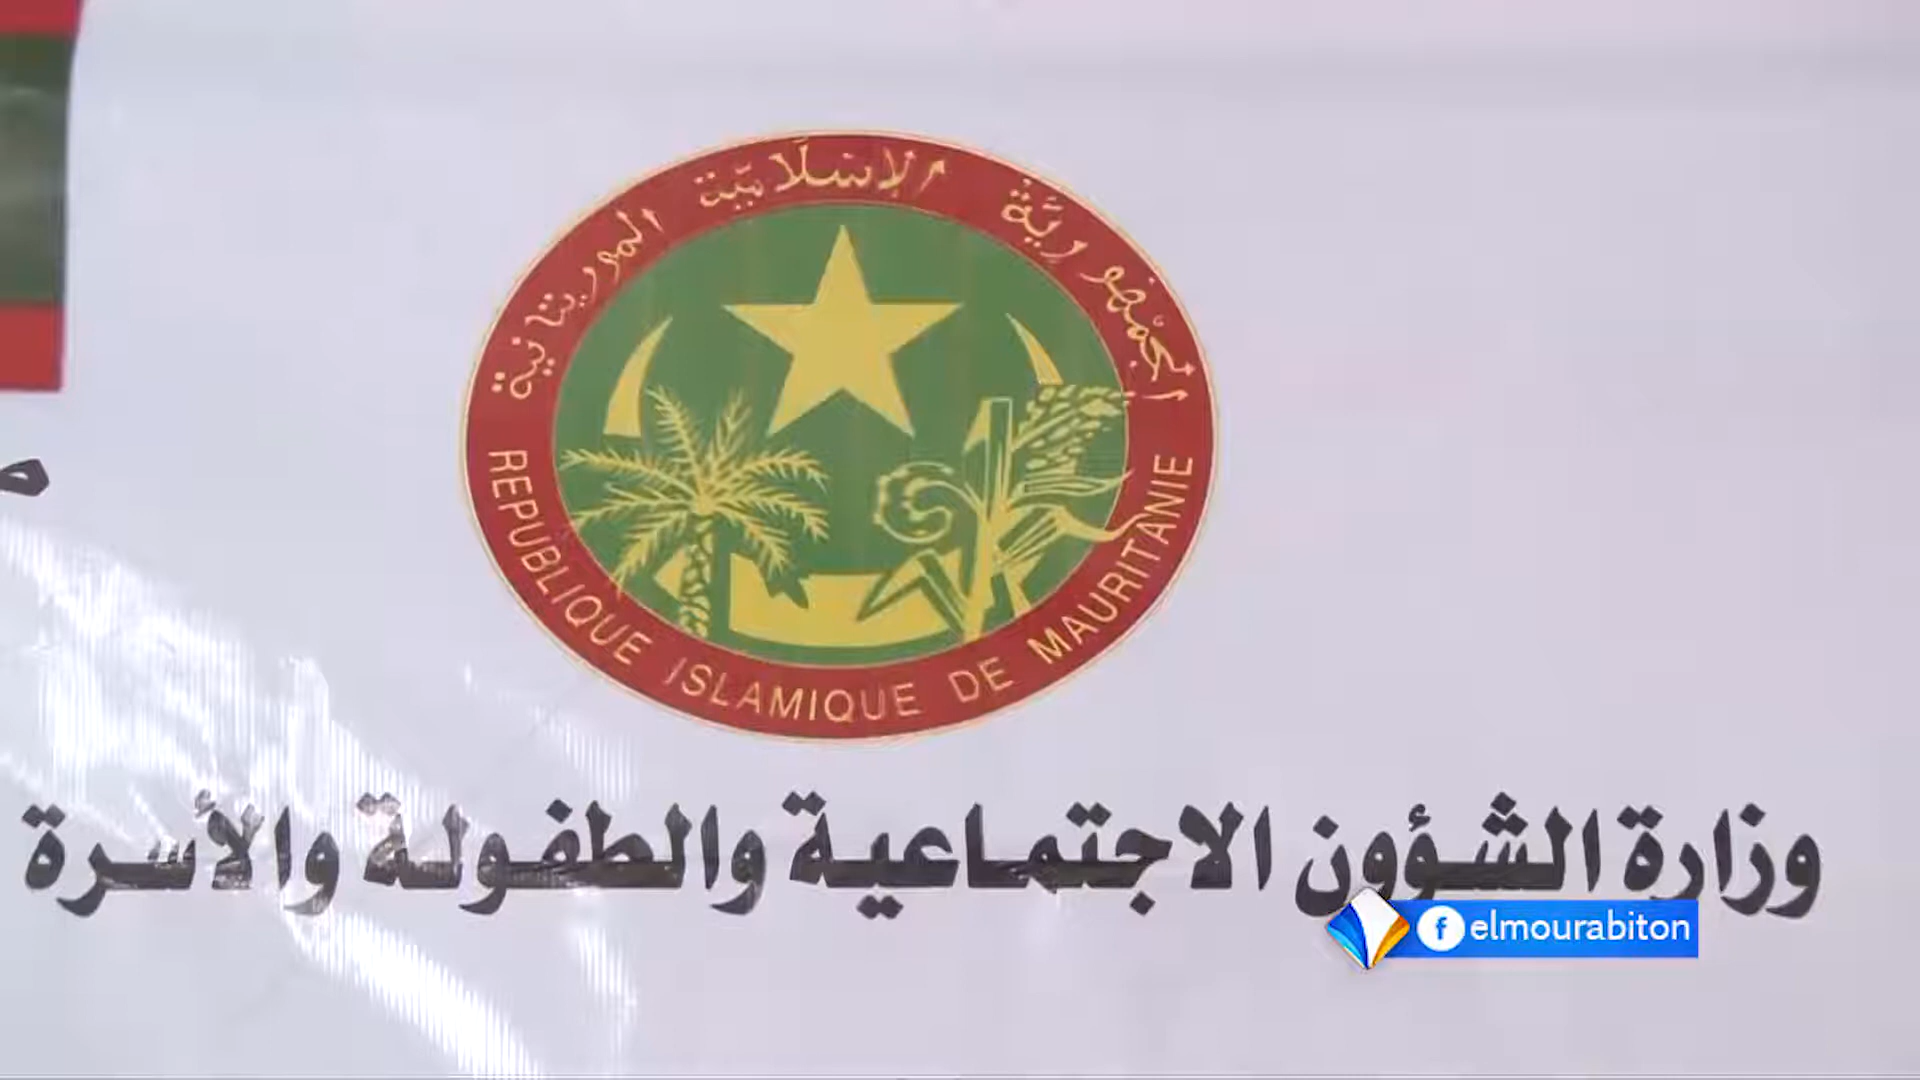 الجمهورية الإسلامية الموريتانية
REPUBLIQUE ISLAMIQUE DE MAURITANIE
وزارة الشؤون الاجتماعية والطفولة والأسرة
elmourabiton